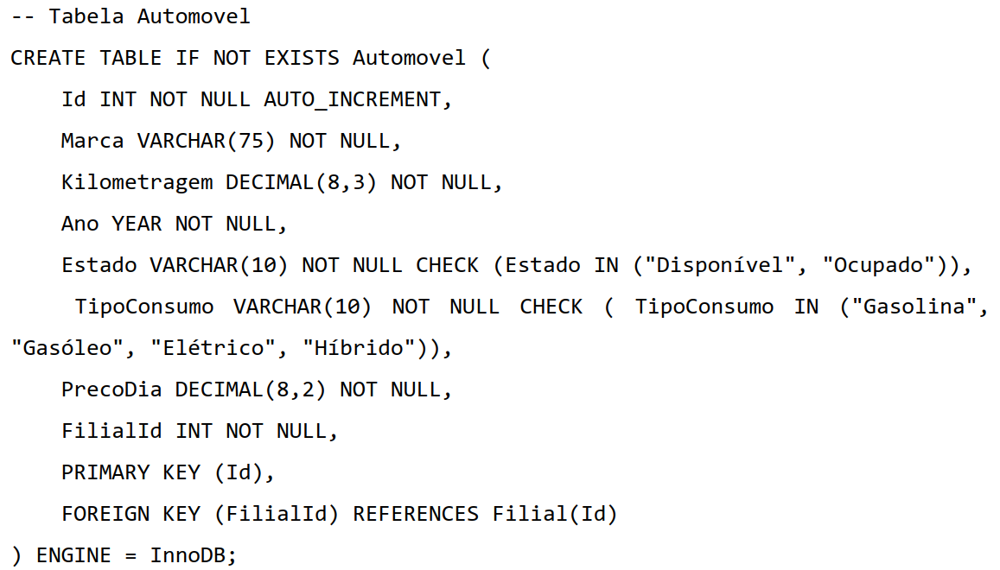 -- Tabela Automovel
CREATE TABLE IF NOT EXISTS Automovel (
    Id INT NOT NULL AUTO_INCREMENT,
    Marca VARCHAR(75) NOT NULL,
    Kilometragem DECIMAL(8,3) NOT NULL,
    Ano YEAR NOT NULL,
    Estado VARCHAR(10) NOT NULL CHECK (Estado IN ("Disponível", "Ocupado")),
     TipoConsumo VARCHAR(10) NOT NULL CHECK ( TipoConsumo IN ("Gasolina",
"Gasóleo", "Elétrico", "Híbrido")),
    PrecoDia DECIMAL(8,2) NOT NULL,
    FilialId INT NOT NULL,
    PRIMARY KEY (Id),
    FOREIGN KEY (FilialId) REFERENCES Filial(Id)
) ENGINE = InnoDB;